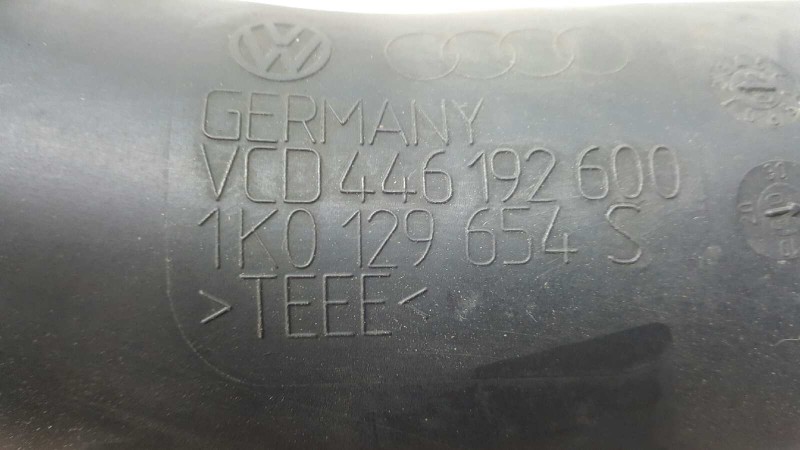 GERMANY
VCD 446 192 600
1K0 129 654 S
>TEEE<